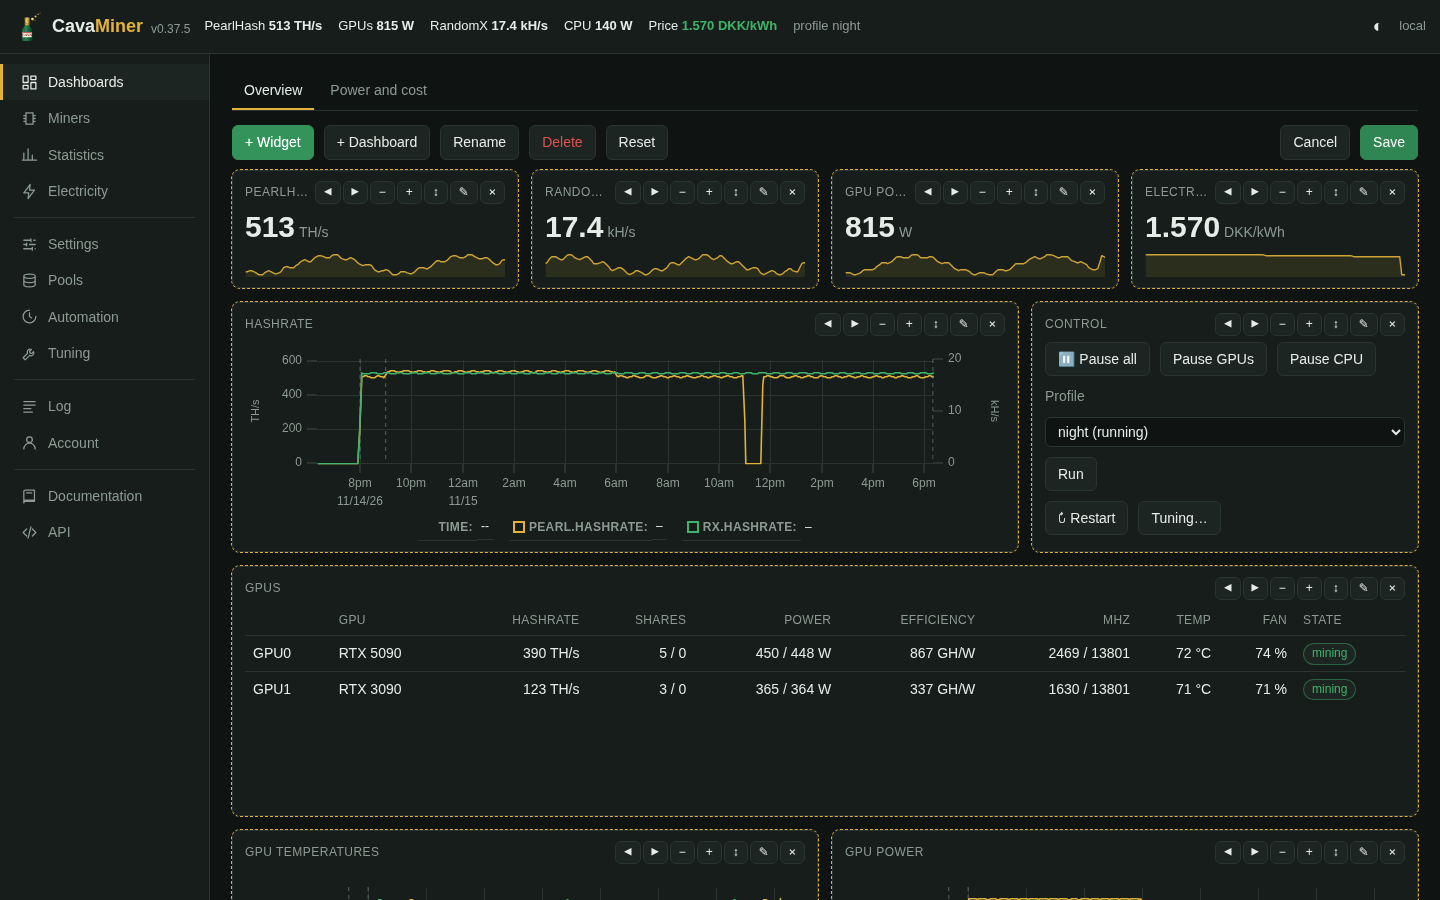 CavaMiner v0.37.5 PearlHash 513 TH/s GPUs 815 W RandomX 17.4 kH/s CPU 140 W Price 1.570 DKK/kWh profile night local
Dashboards
Miners
Statistics
Electricity
Settings
Pools
Automation
Tuning
Log
Account
Documentation
API
Overview Power and cost
+ Widget + Dashboard Rename Delete Reset Cancel Save
PEARLH... ◄ ► − + ↕ ✎ ×
513 TH/s
RANDO... ◄ ► − + ↕ ✎ ×
17.4 kH/s
GPU PO... ◄ ► − + ↕ ✎ ×
815 W
ELECTR... ◄ ► − + ↕ ✎ ×
1.570 DKK/kWh
HASHRATE ◄ ► − + ↕ ✎ ×
600
400
200
0
TH/s
20
10
0
kH/s
8pm 10pm 12am 2am 4am 6am 8am 10am 12pm 2pm 4pm 6pm
11/14/26 11/15
TIME: -- PEARL.HASHRATE: – RX.HASHRATE: –
CONTROL ◄ ► − + ↕ ✎ ×
Pause all Pause GPUs Pause CPU
Profile
night (running)
Run
↻ Restart Tuning…
GPUS ◄ ► − + ↕ ✎ ×
GPU HASHRATE SHARES POWER EFFICIENCY MHZ TEMP FAN STATE
GPU0 RTX 5090 390 TH/s 5 / 0 450 / 448 W 867 GH/W 2469 / 13801 72 °C 74 % mining
GPU1 RTX 3090 123 TH/s 3 / 0 365 / 364 W 337 GH/W 1630 / 13801 71 °C 71 % mining
GPU TEMPERATURES ◄ ► − + ↕ ✎ ×
GPU POWER ◄ ► − + ↕ ✎ ×